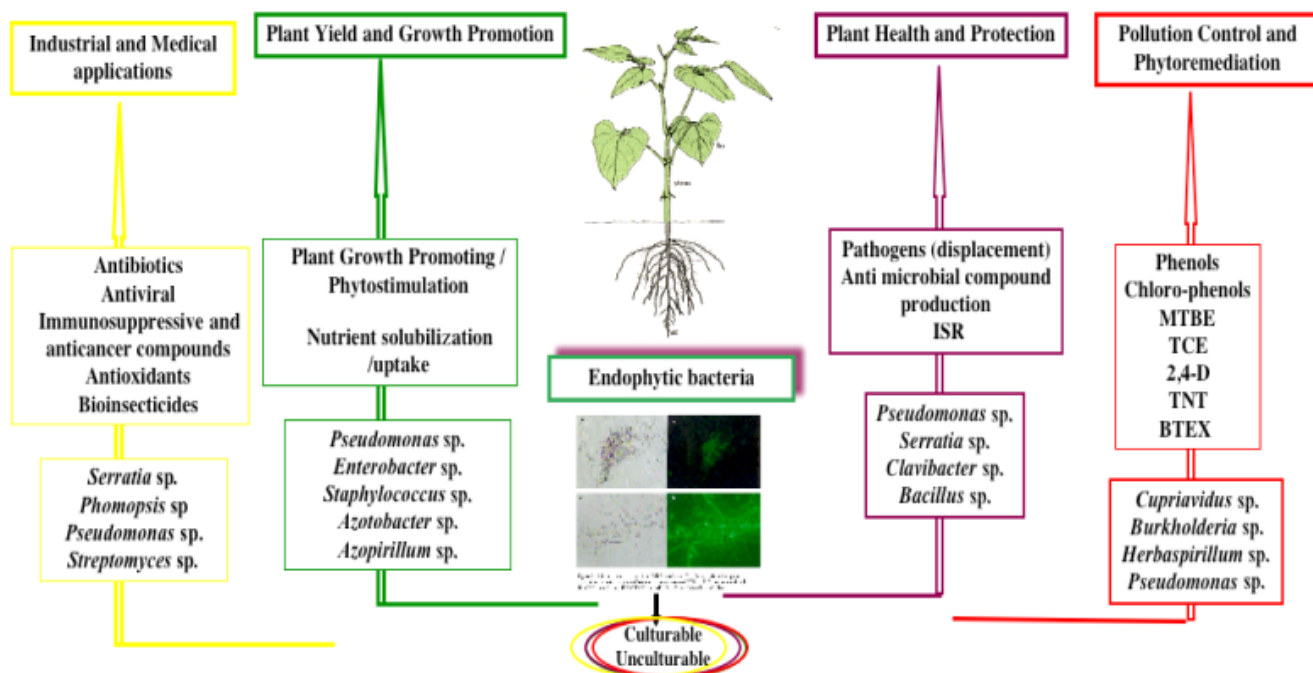 Industrial and Medical
applications
Antibiotics
Antiviral
Immunosuppressive and
anticancer compounds
Antioxidants
Bioinsecticides
Serratia sp.
Phomopsis sp
Pseudomonas sp.
Streptomyces sp.
Plant Yield and Growth Promotion
Plant Growth Promoting /
Phytostimulation
Nutrient solubilization
/uptake
Pseudomonas sp.
Enterobacter sp.
Staphylococcus sp.
Azotobacter sp.
Azopirillum sp.
Endophytic bacteria
Culturable
Unculturable
Plant Health and Protection
Pathogens (displacement)
Anti microbial compound
production
ISR
Pseudomonas sp.
Serratia sp.
Clavibacter sp.
Bacillus sp.
Pollution Control and
Phytoremediation
Phenols
Chloro-phenols
MTBE
TCE
2,4-D
TNT
BTEX
Cupriavidus sp.
Burkholderia sp.
Herbaspirillum sp.
Pseudomonas sp.